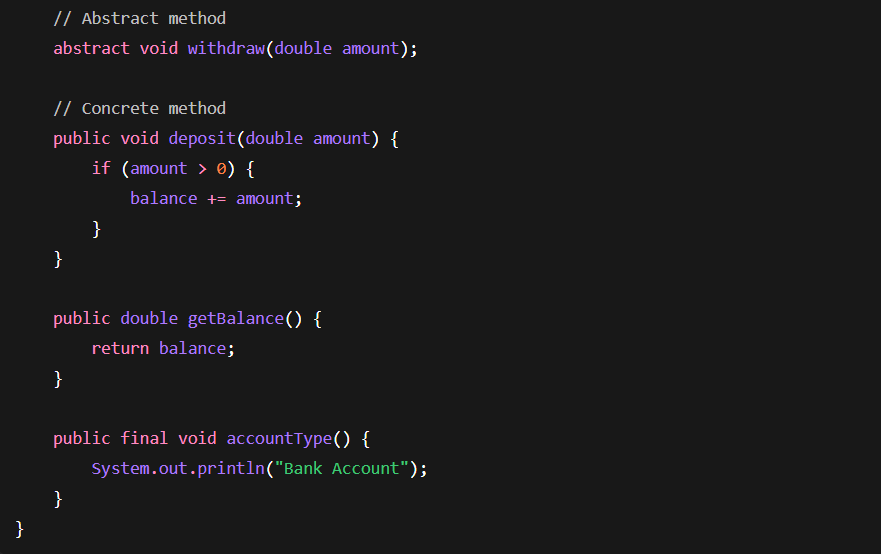 // Abstract method
abstract void withdraw(double amount);
// Concrete method
public void deposit(double amount) {
if (amount > 0) {
balance += amount;
}
}
public double getBalance() {
return balance;
}
public final void accountType() {
System.out.println("Bank Account");
}
}